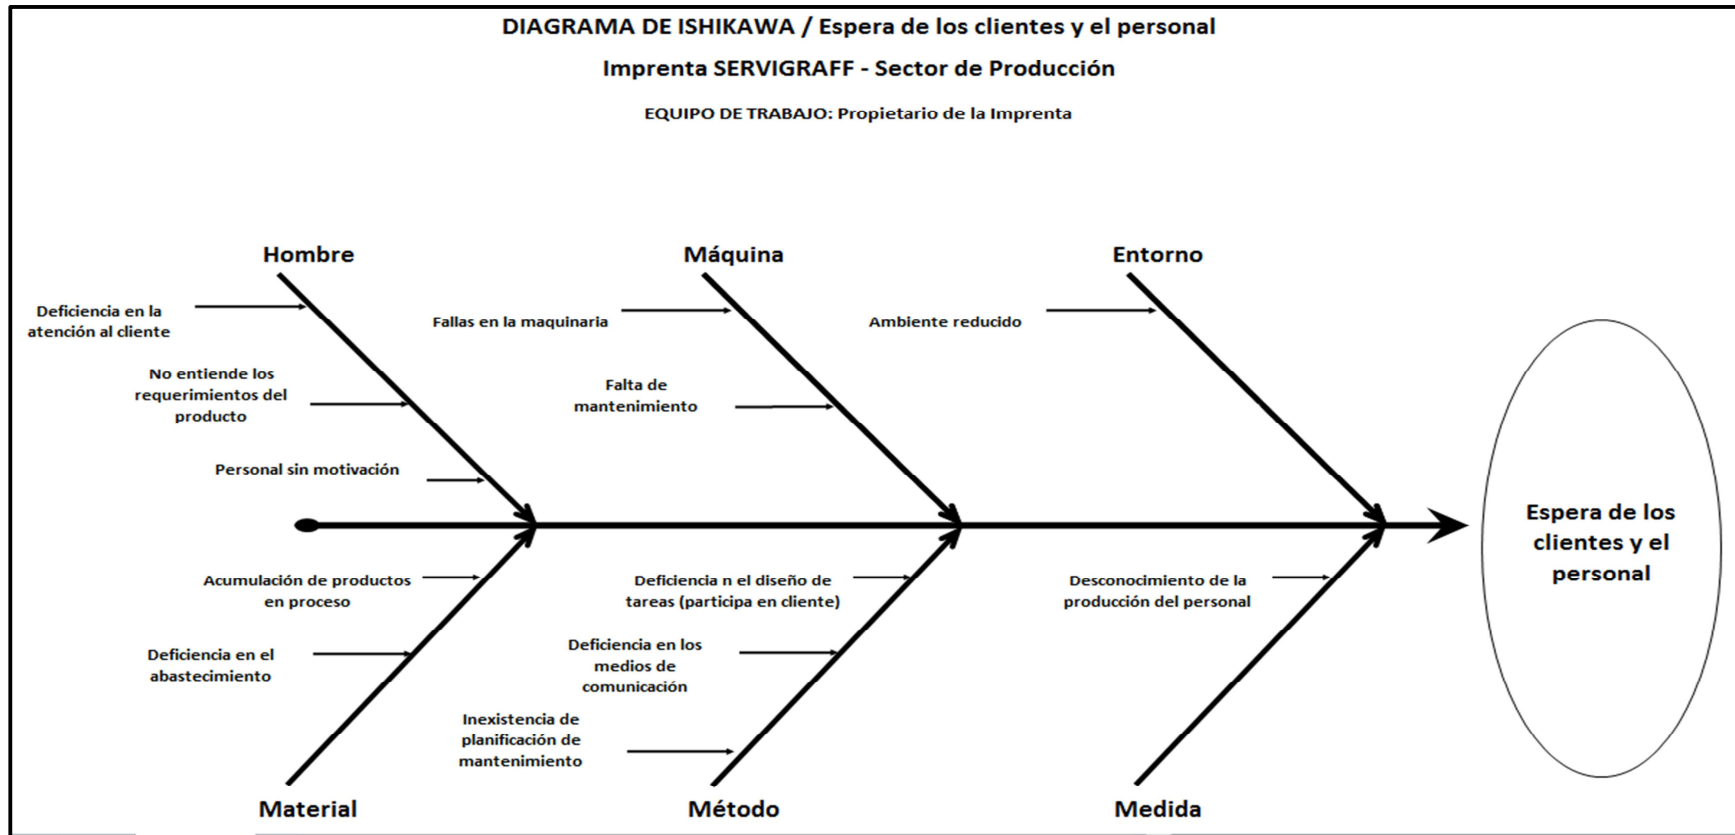 DIAGRAMA DE ISHIKAWA / Espera de los clientes y el personal
Imprenta SERVIGRAFF - Sector de Producción
EQUIPO DE TRABAJO: Propietario de la Imprenta
Hombre
Deficiencia en la
atención al cliente
No entiende los
requerimientos del
producto
Personal sin motivación
Máquina
Fallas en la maquinaria
Falta de
mantenimiento
Entorno
Ambiente reducido
Espera de los
clientes y el
personal
Acumulación de productos
en proceso
Deficiencia en el
abastecimiento
Material
Deficiencia n el diseño de
tareas (participa en cliente)
Deficiencia en los
medios de
comunicación
Inexistencia de
planificación de
mantenimiento
Método
Desconocimiento de la
producción del personal
Medida